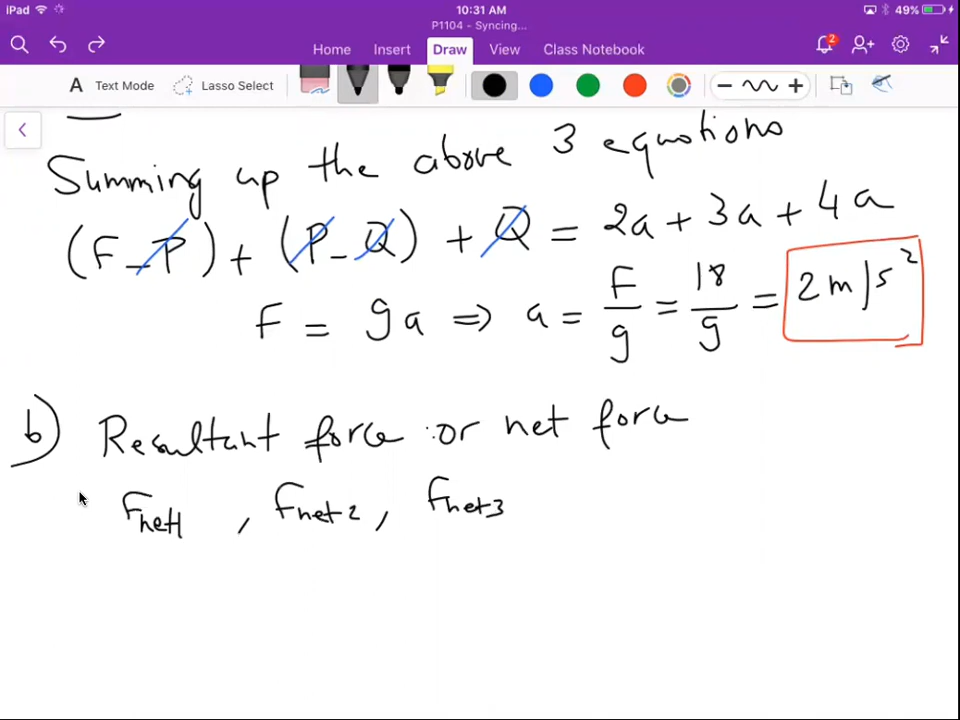 iPad 10:31 AM 49%
P1104 – Syncing...
Home Insert Draw View Class Notebook 2
A Text Mode Lasso Select
Summing up the above 3 equations
(F - P) + (P - Q) + Q = 2a + 3a + 4a
F = 9a ⇒ a = F/9 = 18/9 = 2 m/s²
b) Resultant force or net force
Fnet1 , Fnet2 , Fnet3